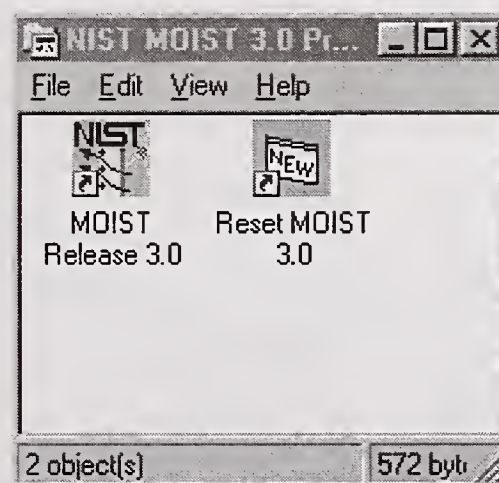 NIST MOIST 3.0 Pr...
File Edit View Help
NIST
NEW
MOIST
Release 3.0
Reset MOIST
3.0
2 object(s)
572 byt